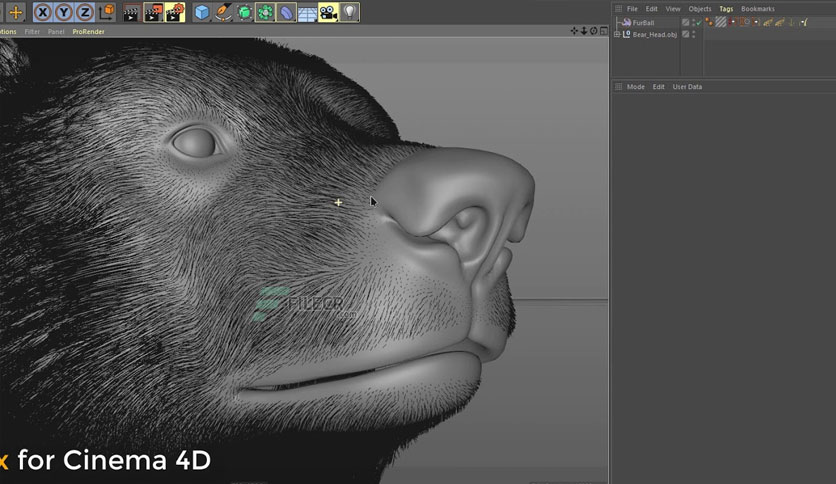 File Edit View Objects Tags Bookmarks
FurBall
Bear_Head.obj
Mode Edit User Data
X Y Z
tions Filter Panel ProRender
FILECR
.com
x for Cinema 4D